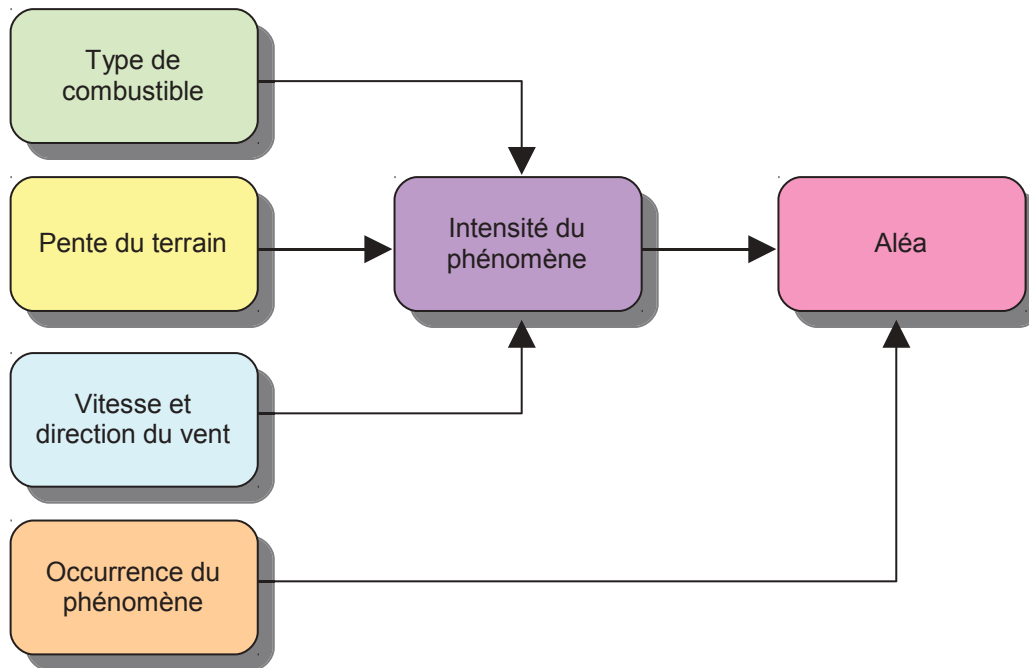 Type de
combustible
Pente du terrain
Intensité du
phénomène
Aléa
Vitesse et
direction du vent
Occurrence du
phénomène